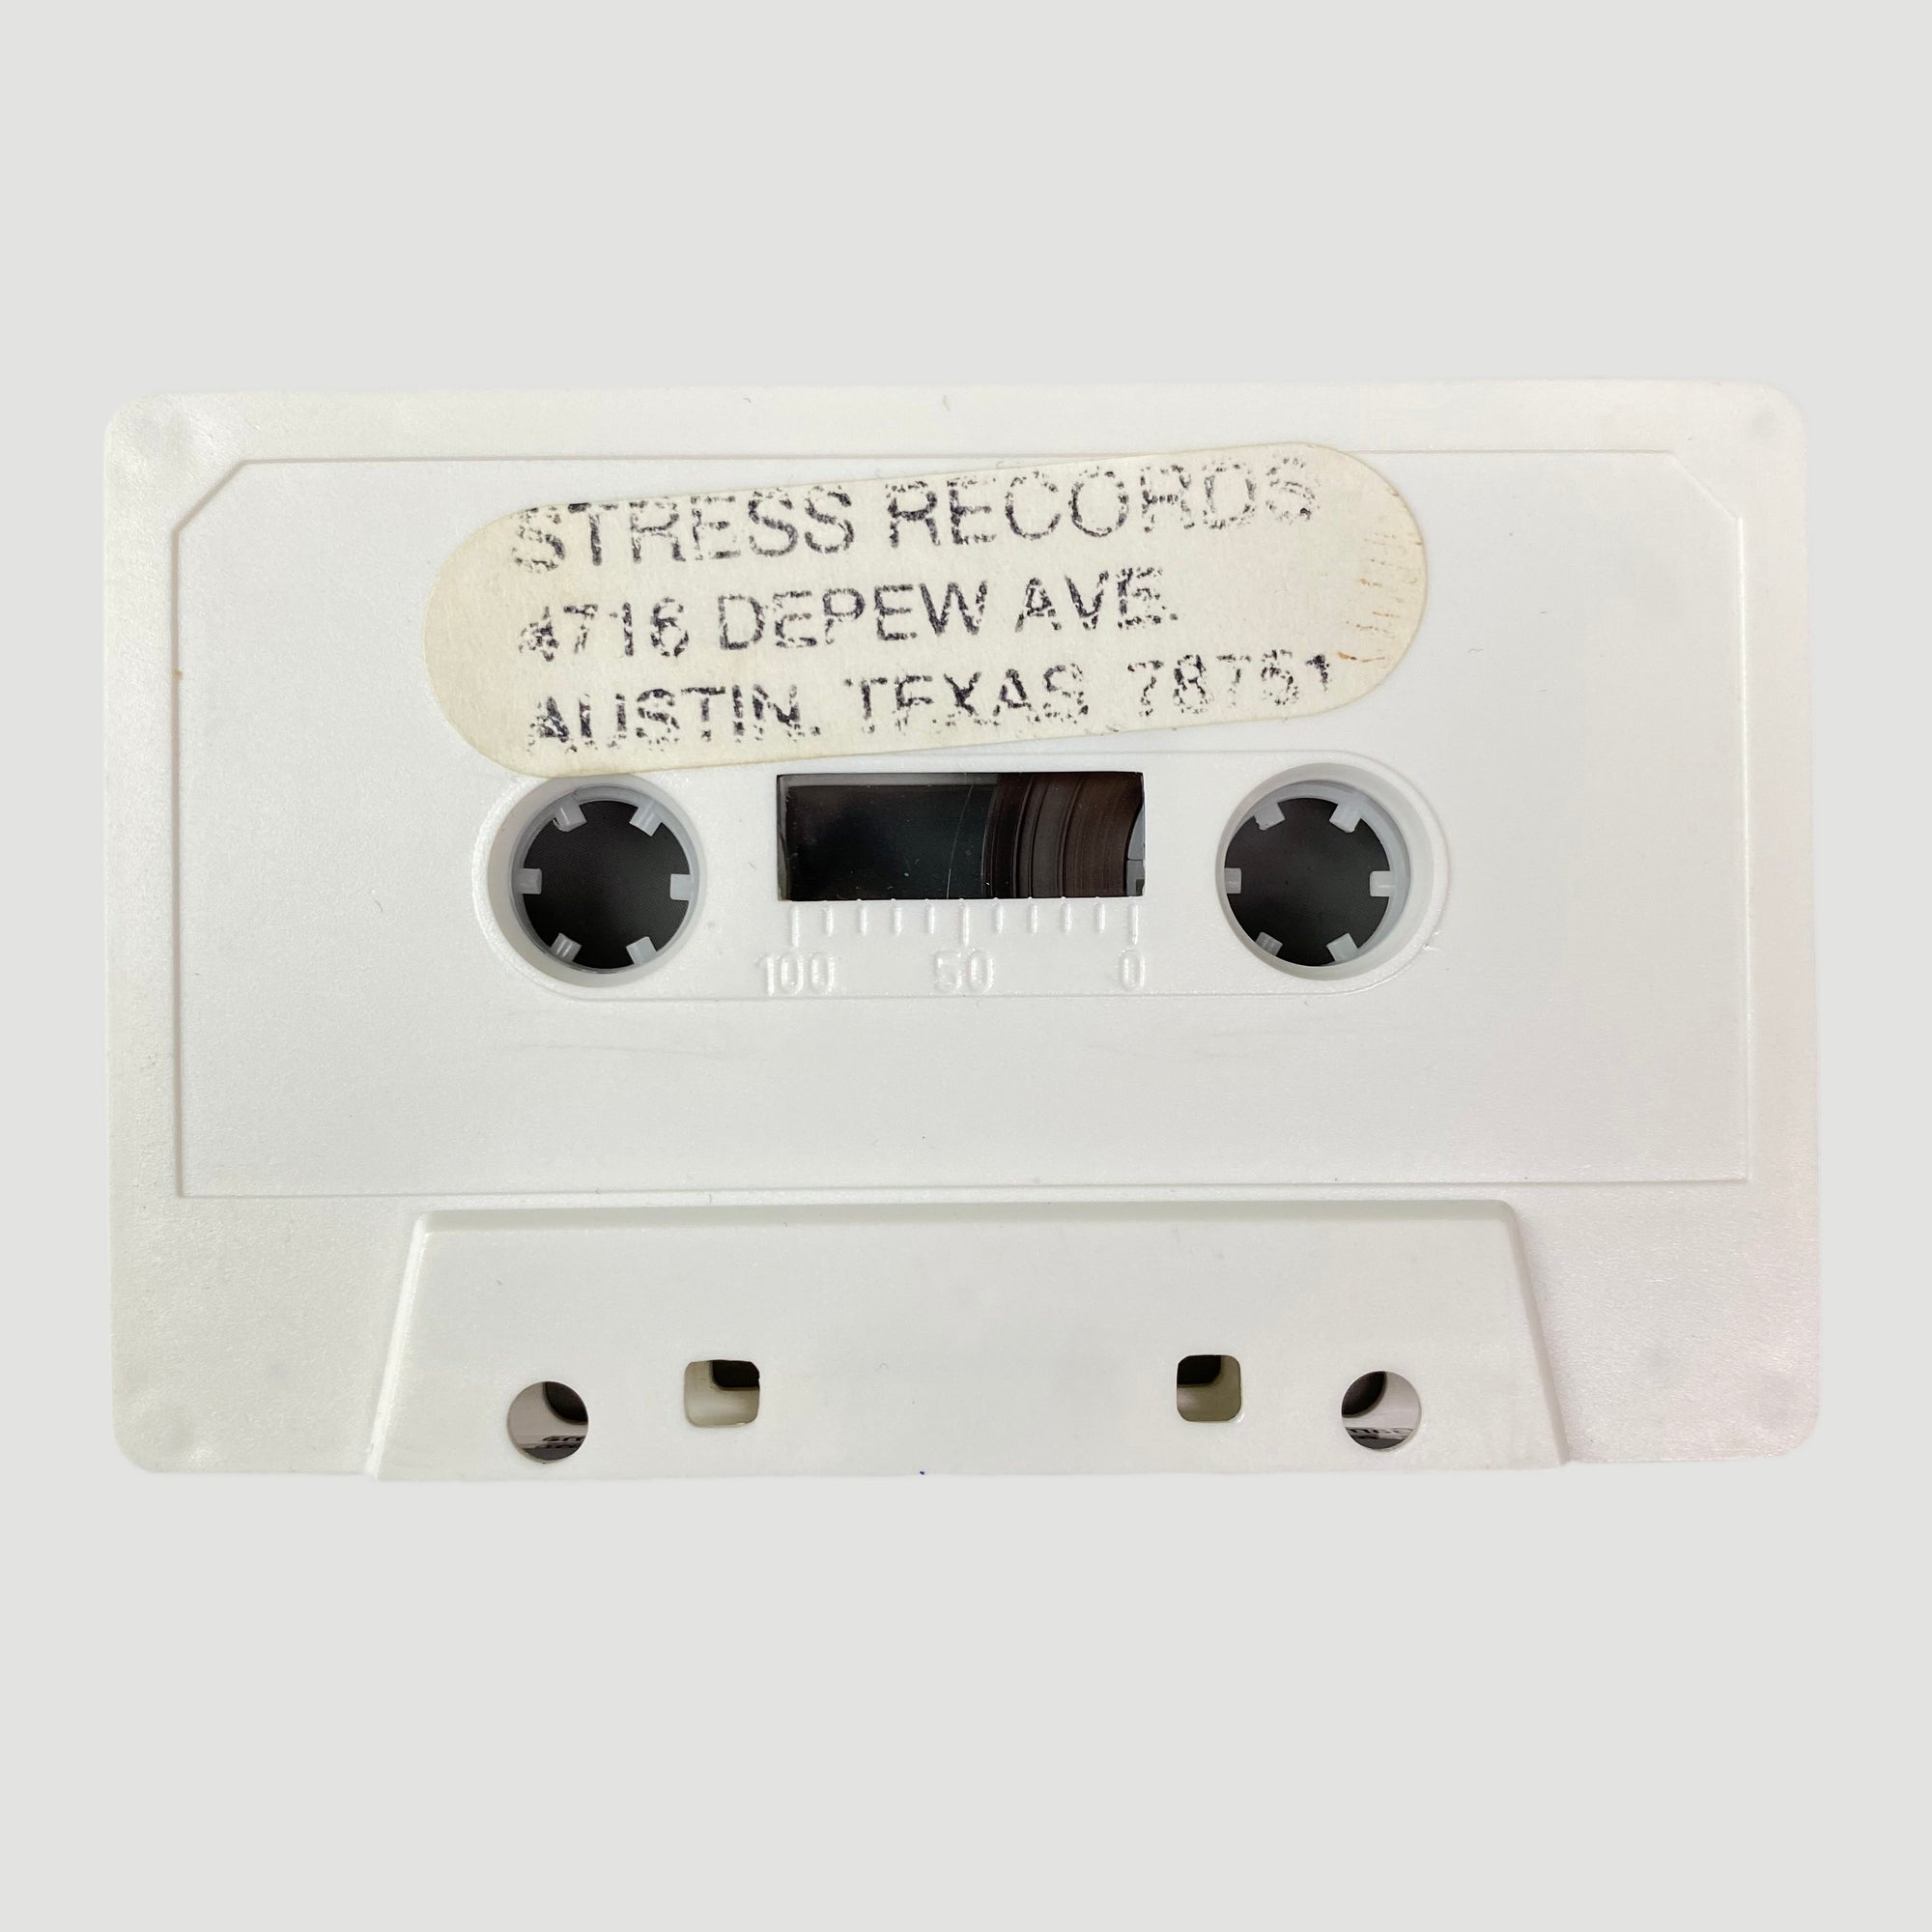 STRESS RECORDS
4716 DEPEW AVE.
AUSTIN, TEXAS 78751
100 50 0